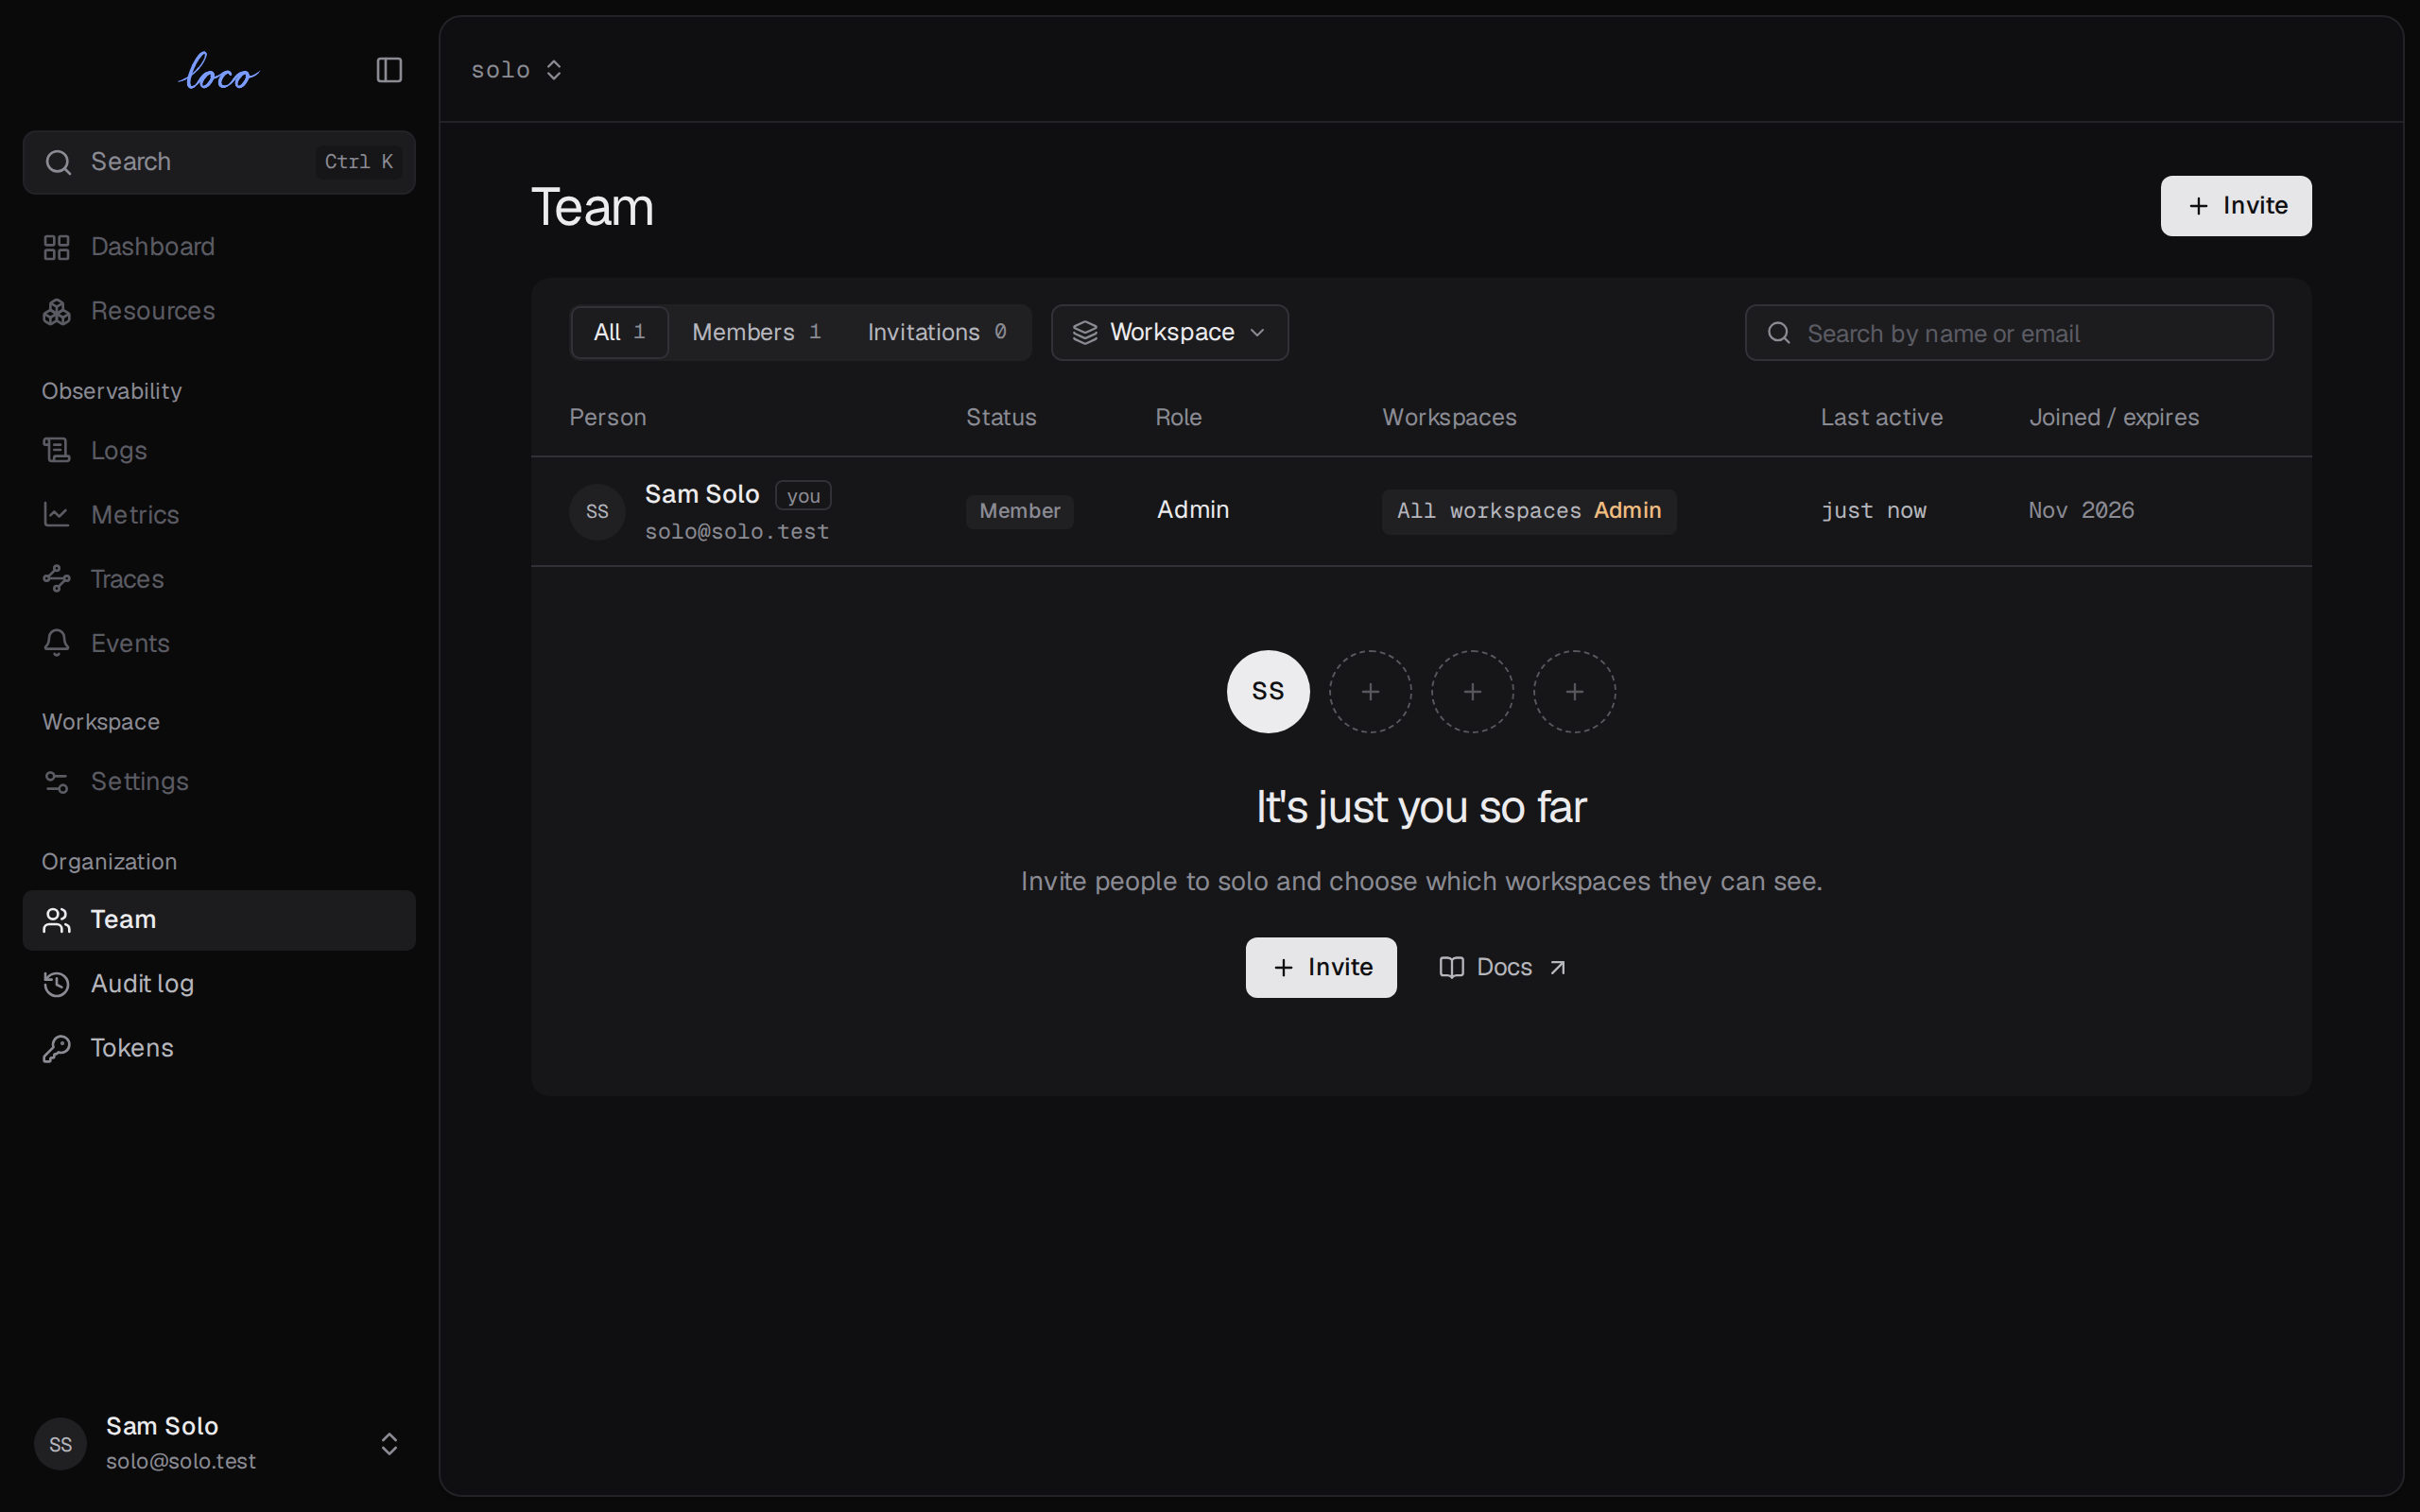 loco
solo
Search Ctrl K
Dashboard
Resources
Observability
Logs
Metrics
Traces
Events
Workspace
Settings
Organization
Team
Audit log
Tokens
SS Sam Solo
solo@solo.test
Team
Invite
All 1 Members 1 Invitations 0 Workspace Search by name or email
Person Status Role Workspaces Last active Joined / expires
SS Sam Solo you Member Admin All workspaces Admin just now Nov 2026
solo@solo.test
SS
It's just you so far
Invite people to solo and choose which workspaces they can see.
Invite Docs